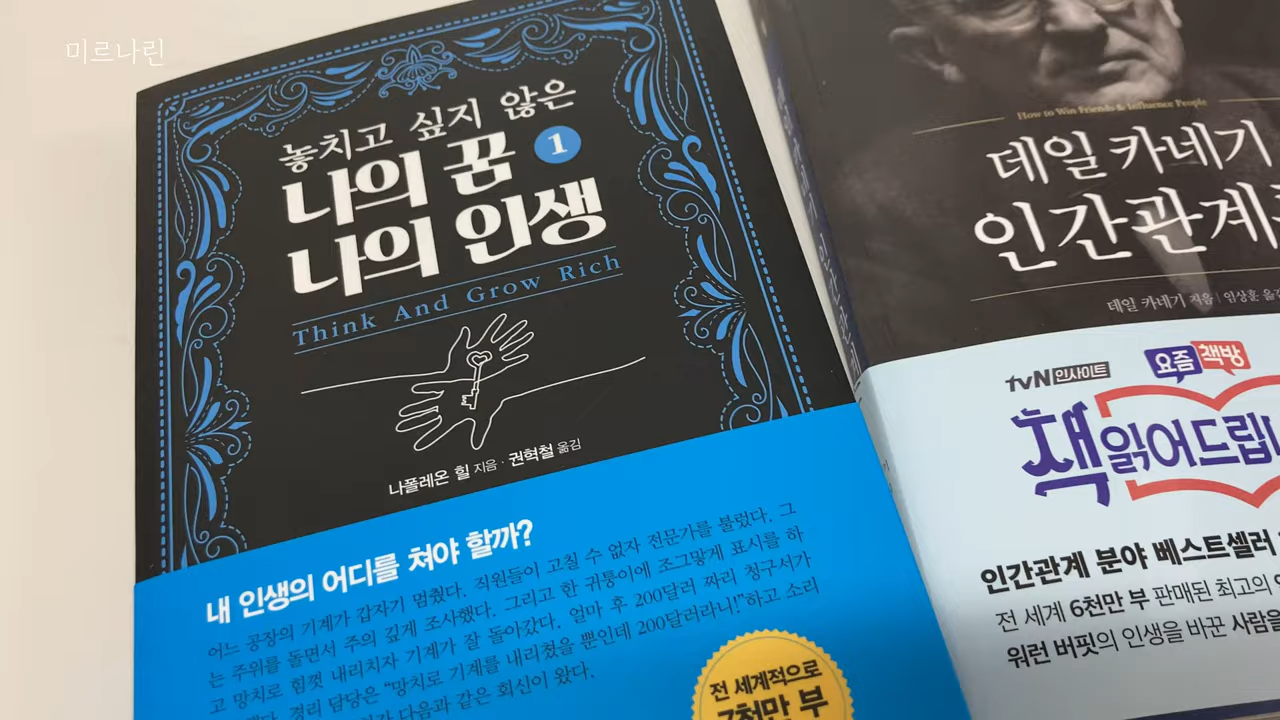 미르나린
놓치고 싶지 않은
나의 꿈 1
나의 인생
Think And Grow Rich
나폴레온 힐 지음 · 권혁철 옮김
내 인생의 어디를 쳐야 할까?
어느 공장의 기계가 갑자기 멈췄다. 직원들이 고칠 수 없자 전문가를 불렀다. 그
는 주위를 돌면서 주의 깊게 조사했다. 그리고 한 귀퉁이에 조그맣게 표시를 하
고 망치로 힘껏 내리치자 기계가 잘 돌아갔다. 얼마 후 200달러 짜리 청구서가
경리 담당은 “망치로 기계를 내리쳤을 뿐인데 200달러라니!”하고 소리
다음과 같은 회신이 왔다.
전 세계적으로
7천만 부
How to Win Friends & Influence People
데일 카네기
인간관계
데일 카네기 지음 | 임상훈 옮김
tvN 인사이트
요즘 책방
책 읽어드립
인간관계 분야 베스트셀러
전 세계 6천만 부 판매된 최고의
워런 버핏의 인생을 바꾼 사람을